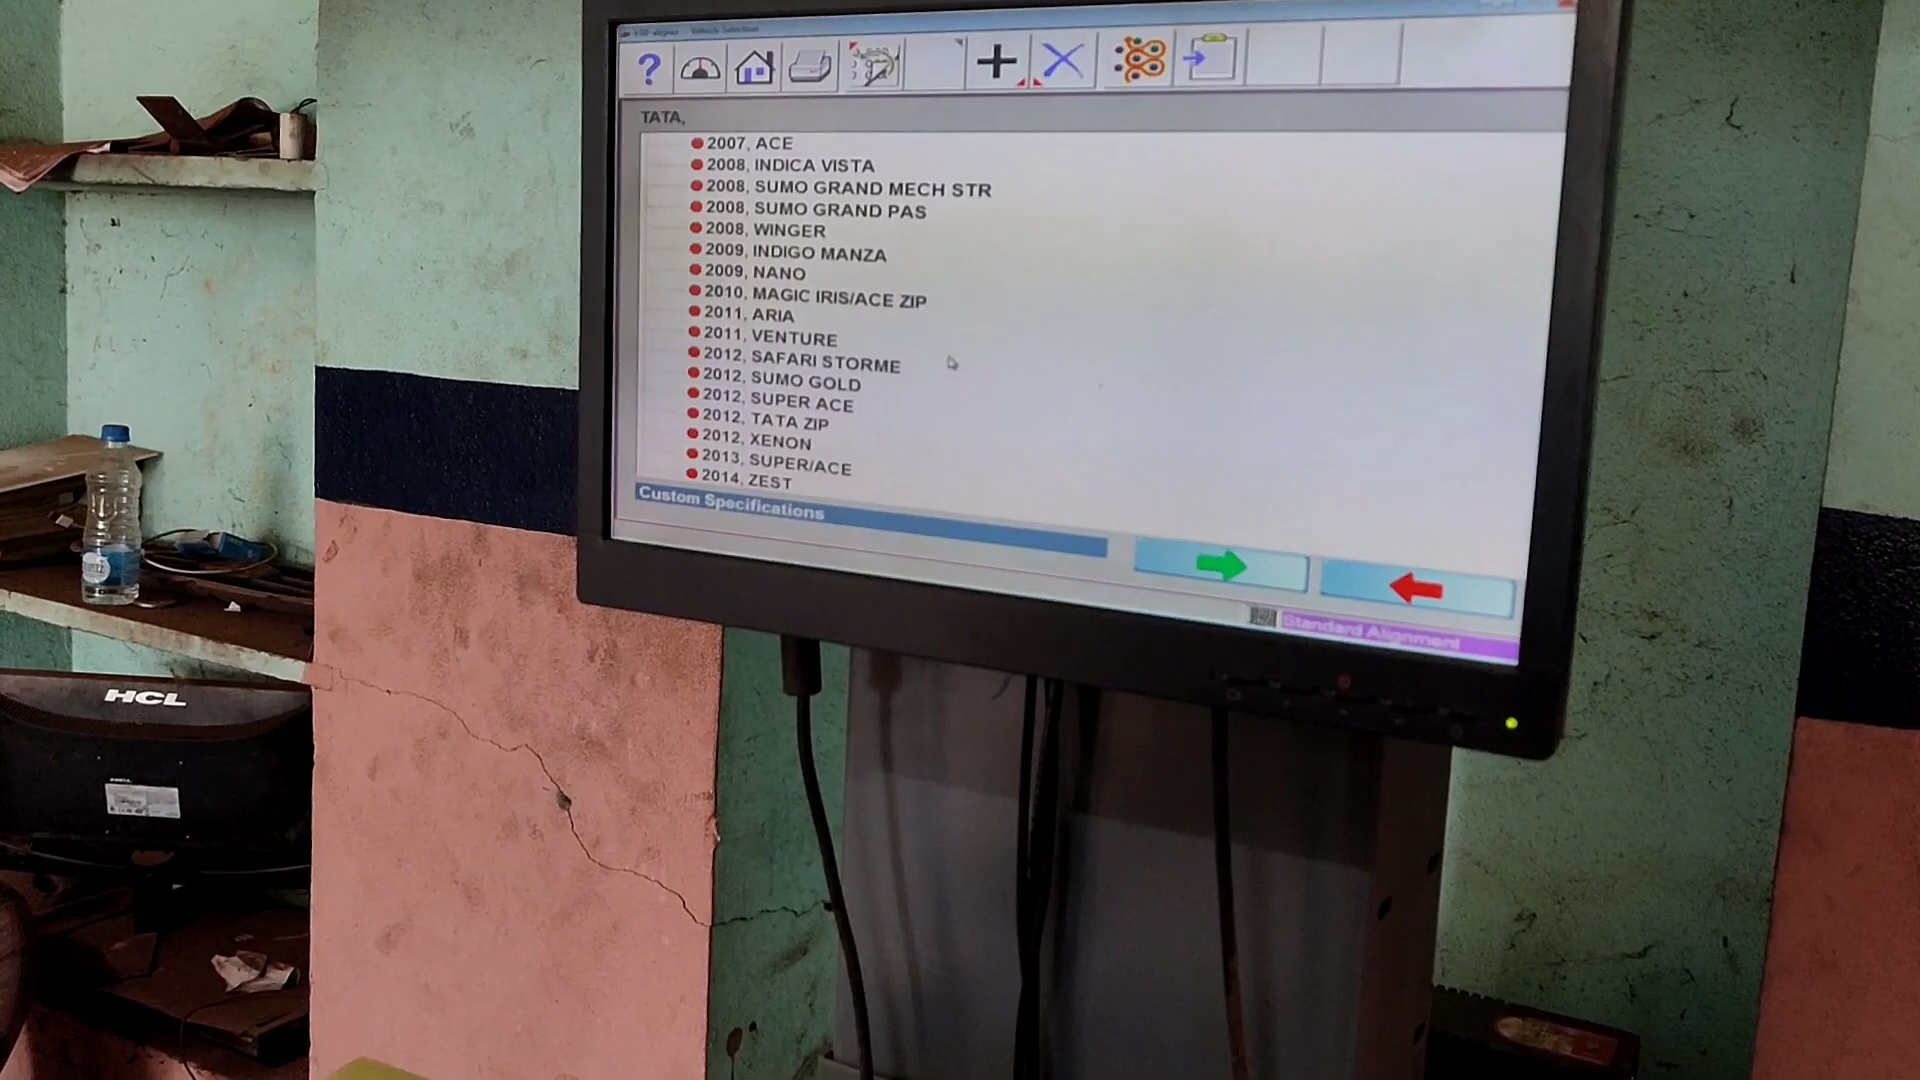 Vehicle Selection
TATA,
2007, ACE
2008, INDICA VISTA
2008, SUMO GRAND MECH STR
2008, SUMO GRAND PAS
2008, WINGER
2009, INDIGO MANZA
2009, NANO
2010, MAGIC IRIS/ACE ZIP
2011, ARIA
2011, VENTURE
2012, SAFARI STORME
2012, SUMO GOLD
2012, SUPER ACE
2012, TATA ZIP
2012, XENON
2013, SUPER/ACE
2014, ZEST
Custom Specifications
Standard Alignment
HCL